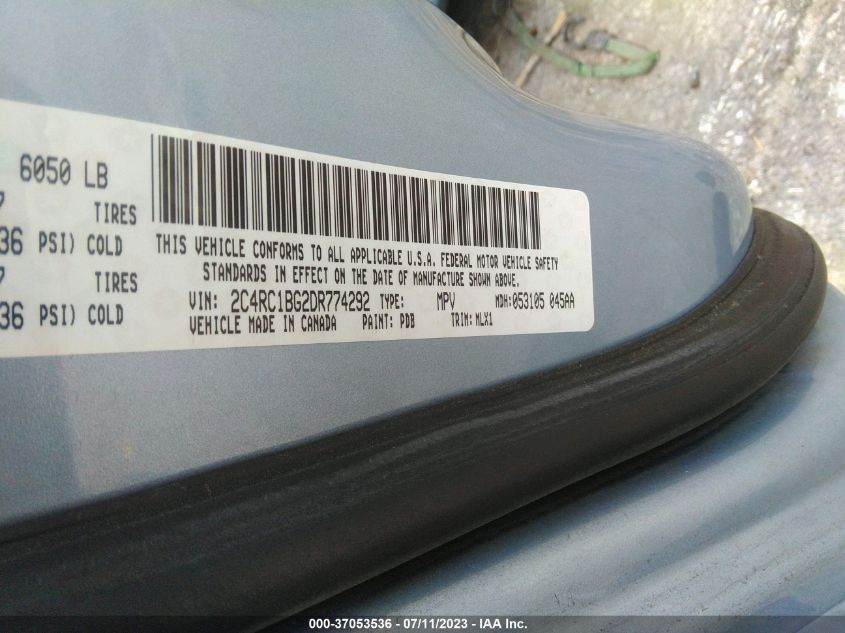 6050 LB
7 TIRES
36 PSI) COLD
7 TIRES
36 PSI) COLD
THIS VEHICLE CONFORMS TO ALL APPLICABLE U.S.A. FEDERAL MOTOR VEHICLE SAFETY
STANDARDS IN EFFECT ON THE DATE OF MANUFACTURE SHOWN ABOVE.
VIN: 2C4RC1BG2DR774292 TYPE: MPV MDH:053105 045AA
VEHICLE MADE IN CANADA PAINT: PDB TRIM: MLX1
000-37053536 - 07/11/2023 - IAA Inc.